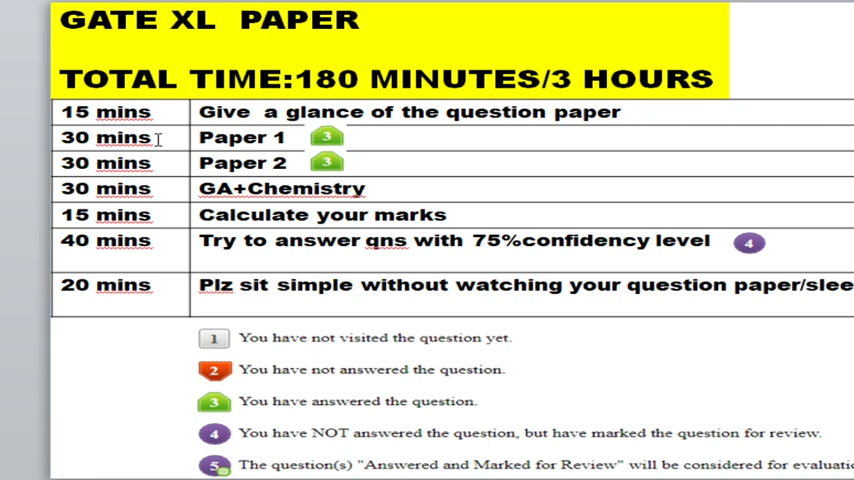 GATE XL PAPER
TOTAL TIME:180 MINUTES/3 HOURS
15 mins Give a glance of the question paper
30 mins Paper 1 3
30 mins Paper 2 3
30 mins GA+Chemistry
15 mins Calculate your marks
40 mins Try to answer qns with 75%confidency level 4
20 mins Plz sit simple without watching your question paper/slee
1 You have not visited the question yet.
2 You have not answered the question.
3 You have answered the question.
4 You have NOT answered the question, but have marked the question for review.
5 The question(s) "Answered and Marked for Review" will be considered for evaluatio